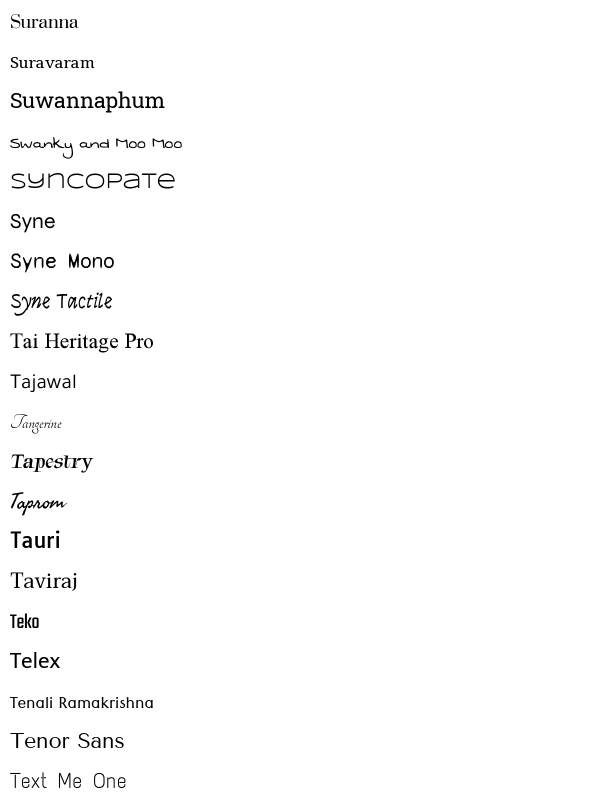 Suranna
Suravaram
Suwannaphum
Swanky and Moo Moo
Syncopate
Syne
Syne Mono
Syne Tactile
Tai Heritage Pro
Tajawal
Tangerine
Tapestry
Taprom
Tauri
Taviraj
Teko
Telex
Tenali Ramakrishna
Tenor Sans
Text Me One